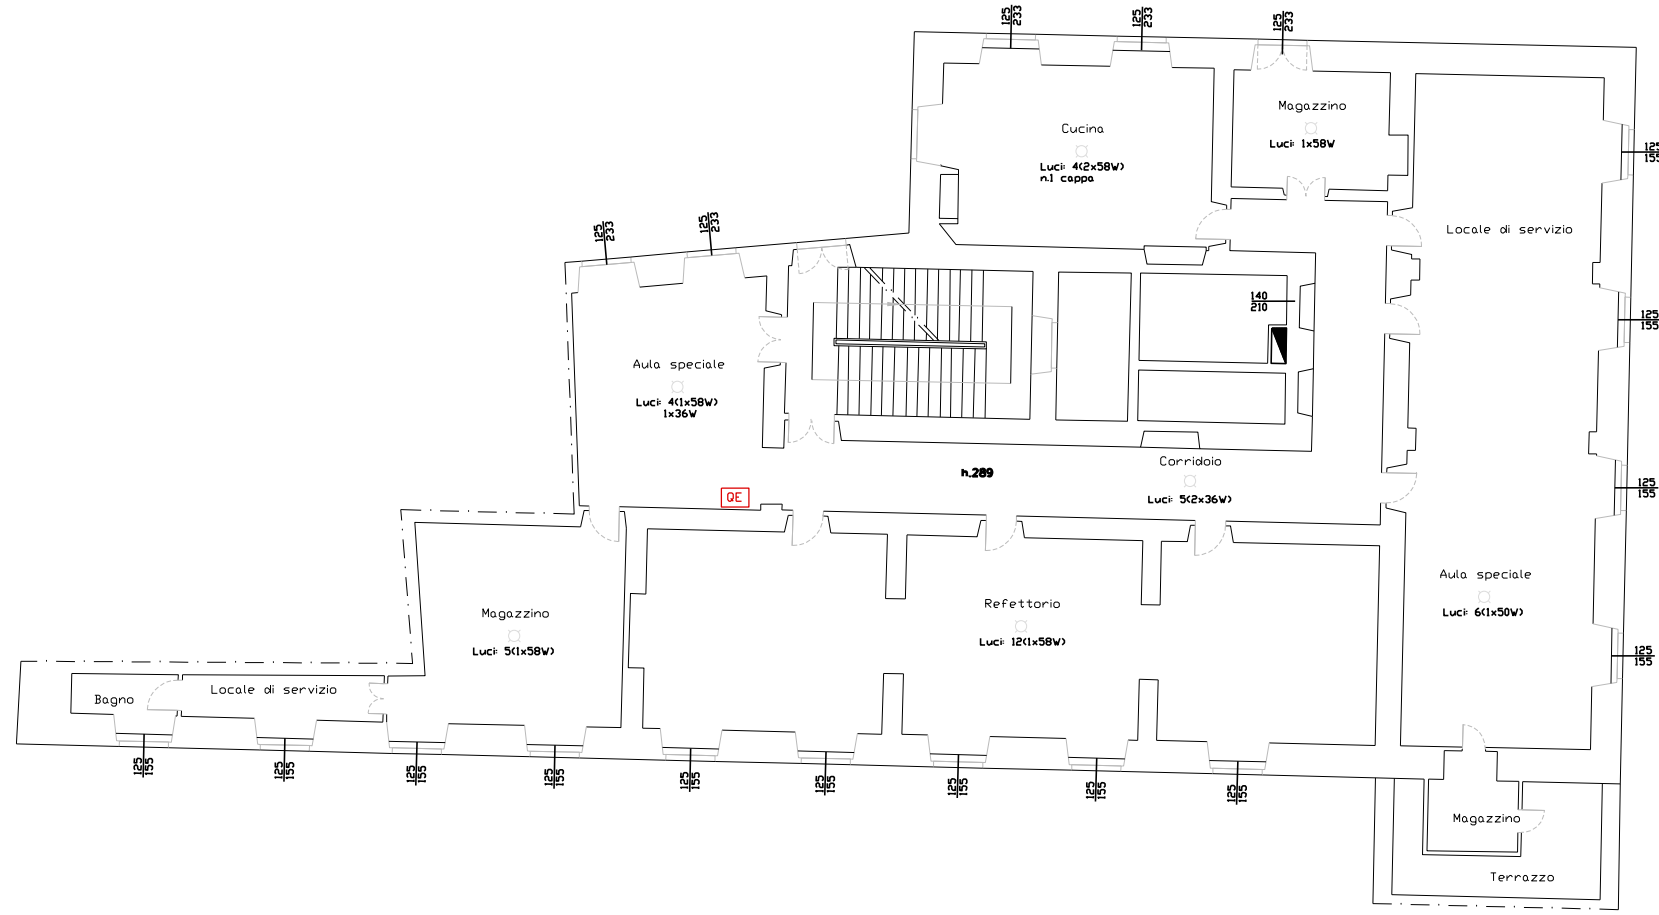 125
233
125
233
125
233
Magazzino
Luci: 1x58W
Cucina
Luci: 4(2x58W)
n.1 cappa
125
155
125
233
125
233
Locale di servizio
140
210
125
155
Aula speciale
Luci: 4(1x58W)
1x36W
h.289
Corridoio
Luci: 5(2x36W)
QE
125
155
Aula speciale
Luci: 6(1x50W)
Refettorio
Luci: 12(1x58W)
Magazzino
Luci: 5(1x58W)
125
155
Bagno
Locale di servizio
125
155
125
155
125
155
125
155
125
155
125
155
125
155
125
155
125
155
Magazzino
Terrazzo